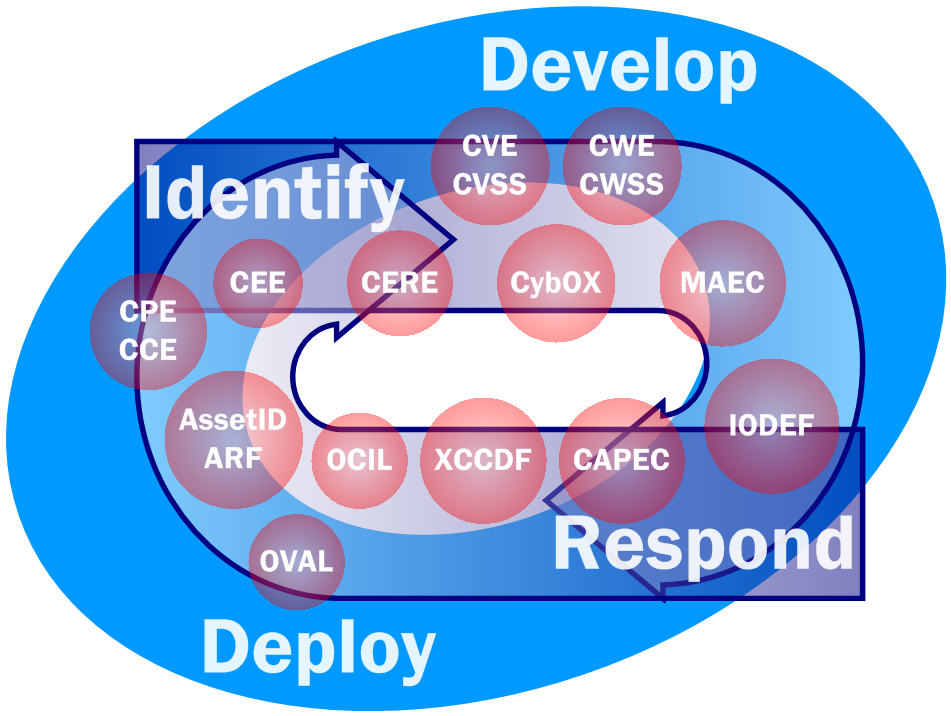 Develop
CVE
CVSS
CWE
CWSS
Identify
CEE
CERE
CybOX
MAEC
CPE
CCE
AssetID
ARF
OCIL
XCCDF
CAPEC
IODEF
Respond
OVAL
Deploy